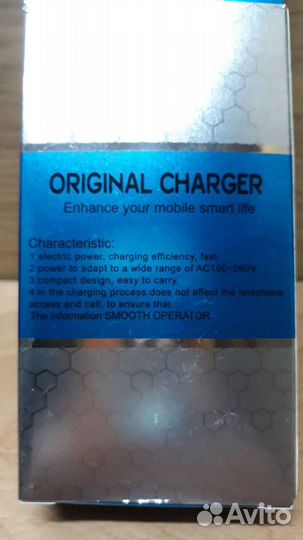 ORIGINAL CHARGER
Enhance your mobile smart life
Characteristic:
1 electric power, charging efficiency, fast.
2 power to adapt to a wide range of AC150~260V
3 compact design, easy to carry.
4 in the charging process does not affect the telephone
access and call, to ensure that
The information SMOOTH OPERATOR.
Avito